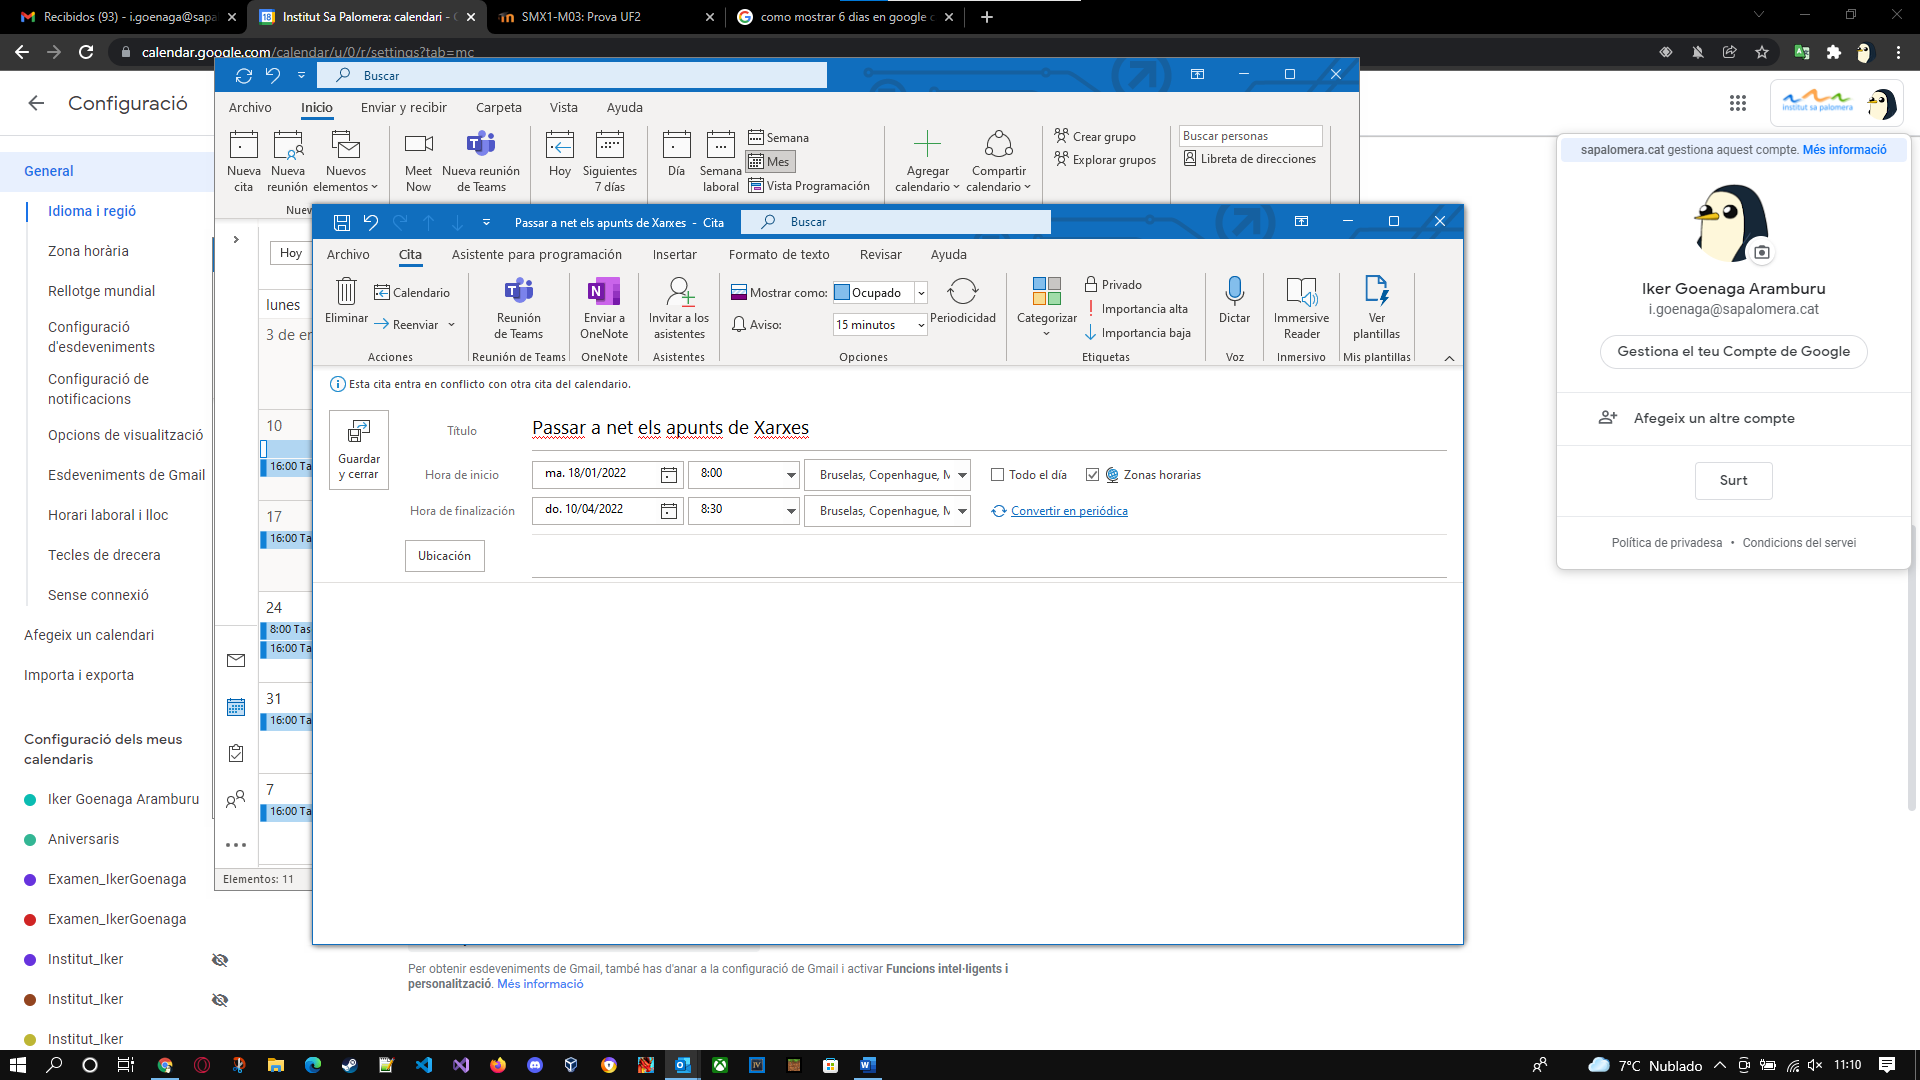 Recibidos (93) - i.goenaga@sapa
Institut Sa Palomera: calendari - 
SMX1-M03: Prova UF2
como mostrar 6 dias en google c
calendar.google.com/calendar/u/0/r/settings?tab=mc
Buscar
Archivo Inicio Enviar y recibir Carpeta Vista Ayuda
Nueva cita
Nueva reunión
Nuevos elementos
Meet Now
Nueva reunión de Teams
Hoy
Siguientes 7 días
Día
Semana laboral
Semana
Mes
Vista Programación
Agregar calendario
Compartir calendario
Crear grupo
Explorar grupos
Buscar personas
Libreta de direcciones
Configuració
General
Idioma i regió
Zona horària
Rellotge mundial
Configuració d'esdeveniments
Configuració de notificacions
Opcions de visualització
Esdeveniments de Gmail
Horari laboral i lloc
Tecles de drecera
Sense connexió
Afegeix un calendari
Importa i exporta
Configuració dels meus calendaris
Iker Goenaga Aramburu
Aniversaris
Examen_IkerGoenaga
Examen_IkerGoenaga
Institut_Iker
Institut_Iker
Institut_Iker
Hoy
lunes
3 de en
10
16:00 Ta
17
16:00 Ta
24
8:00 Tas
16:00 Ta
31
16:00 Ta
7
16:00 Ta
Elementos: 11
Passar a net els apunts de Xarxes - Cita
Buscar
Archivo Cita Asistente para programación Insertar Formato de texto Revisar Ayuda
Eliminar
Calendario
Reenviar
Acciones
Reunión de Teams
Reunión de Teams
Enviar a OneNote
OneNote
Invitar a los asistentes
Asistentes
Mostrar como: Ocupado
Aviso: 15 minutos
Periodicidad
Opciones
Categorizar
Privado
Importancia alta
Importancia baja
Etiquetas
Dictar
Voz
Immersive Reader
Inmersivo
Ver plantillas
Mis plantillas
Esta cita entra en conflicto con otra cita del calendario.
Guardar y cerrar
Título Passar a net els apunts de Xarxes
Hora de inicio ma. 18/01/2022 8:00 Bruselas, Copenhague, M Todo el día Zonas horarias
Hora de finalización do. 10/04/2022 8:30 Bruselas, Copenhague, M Convertir en periódica
Ubicación
Per obtenir esdeveniments de Gmail, també has d'anar a la configuració de Gmail i activar Funcions intel·ligents i
personalització. Més informació
institut sa palomera
sapalomera.cat gestiona aquest compte. Més informació
Iker Goenaga Aramburu
i.goenaga@sapalomera.cat
Gestiona el teu Compte de Google
Afegeix un altre compte
Surt
Política de privadesa • Condicions del servei
7°C Nublado
11:10